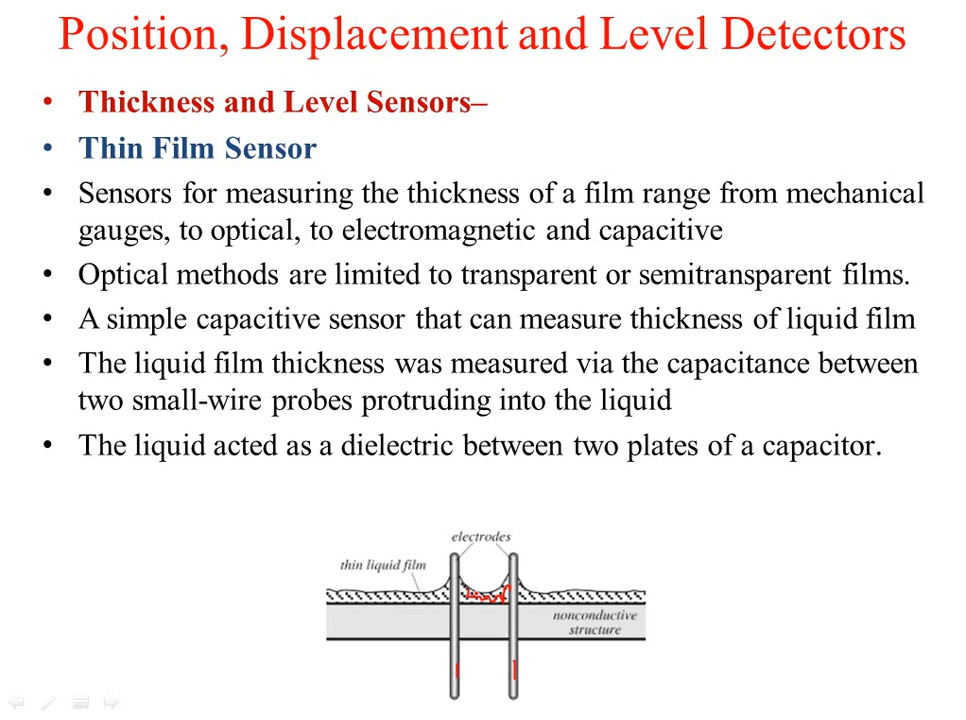 Position, Displacement and Level Detectors
• Thickness and Level Sensors–
• Thin Film Sensor
• Sensors for measuring the thickness of a film range from mechanical
gauges, to optical, to electromagnetic and capacitive
• Optical methods are limited to transparent or semitransparent films.
• A simple capacitive sensor that can measure thickness of liquid film
• The liquid film thickness was measured via the capacitance between
two small-wire probes protruding into the liquid
• The liquid acted as a dielectric between two plates of a capacitor.
electrodes
thin liquid film
nonconductive
structure